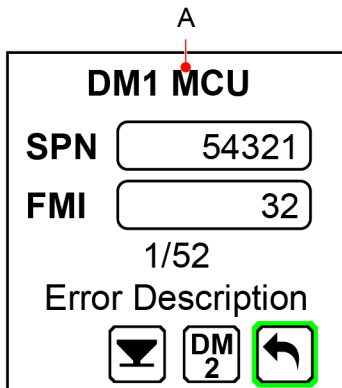 A
DM1 MCU
SPN 54321
FMI 32
1/52
Error Description
DM
2